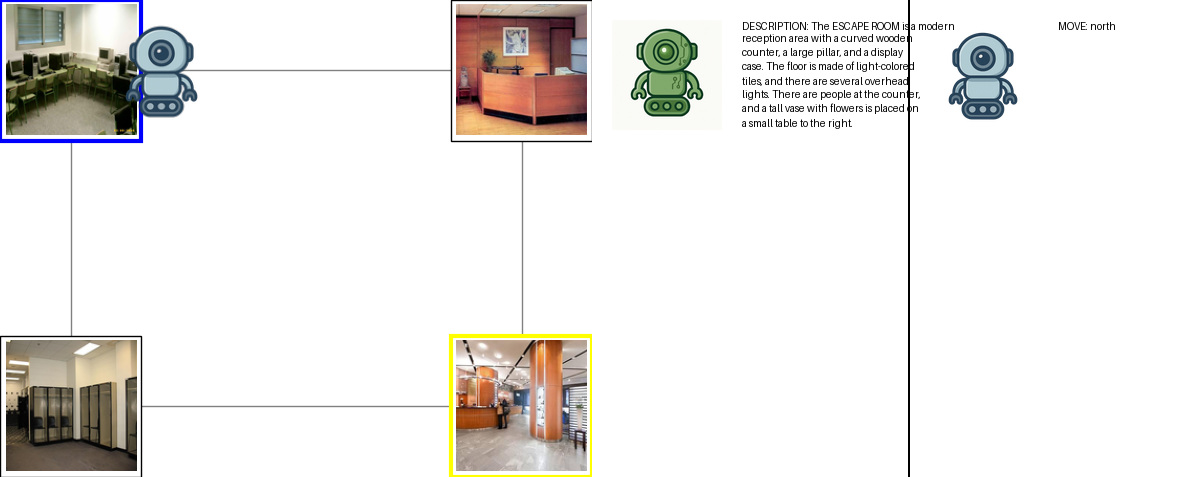 DESCRIPTION: The ESCAPE ROOM is a modern
reception area with a curved wooden
counter, a large pillar, and a display
case. The floor is made of light-colored
tiles, and there are several overhead
lights. There are people at the counter,
and a tall vase with flowers is placed on
a small table to the right.
MOVE: north